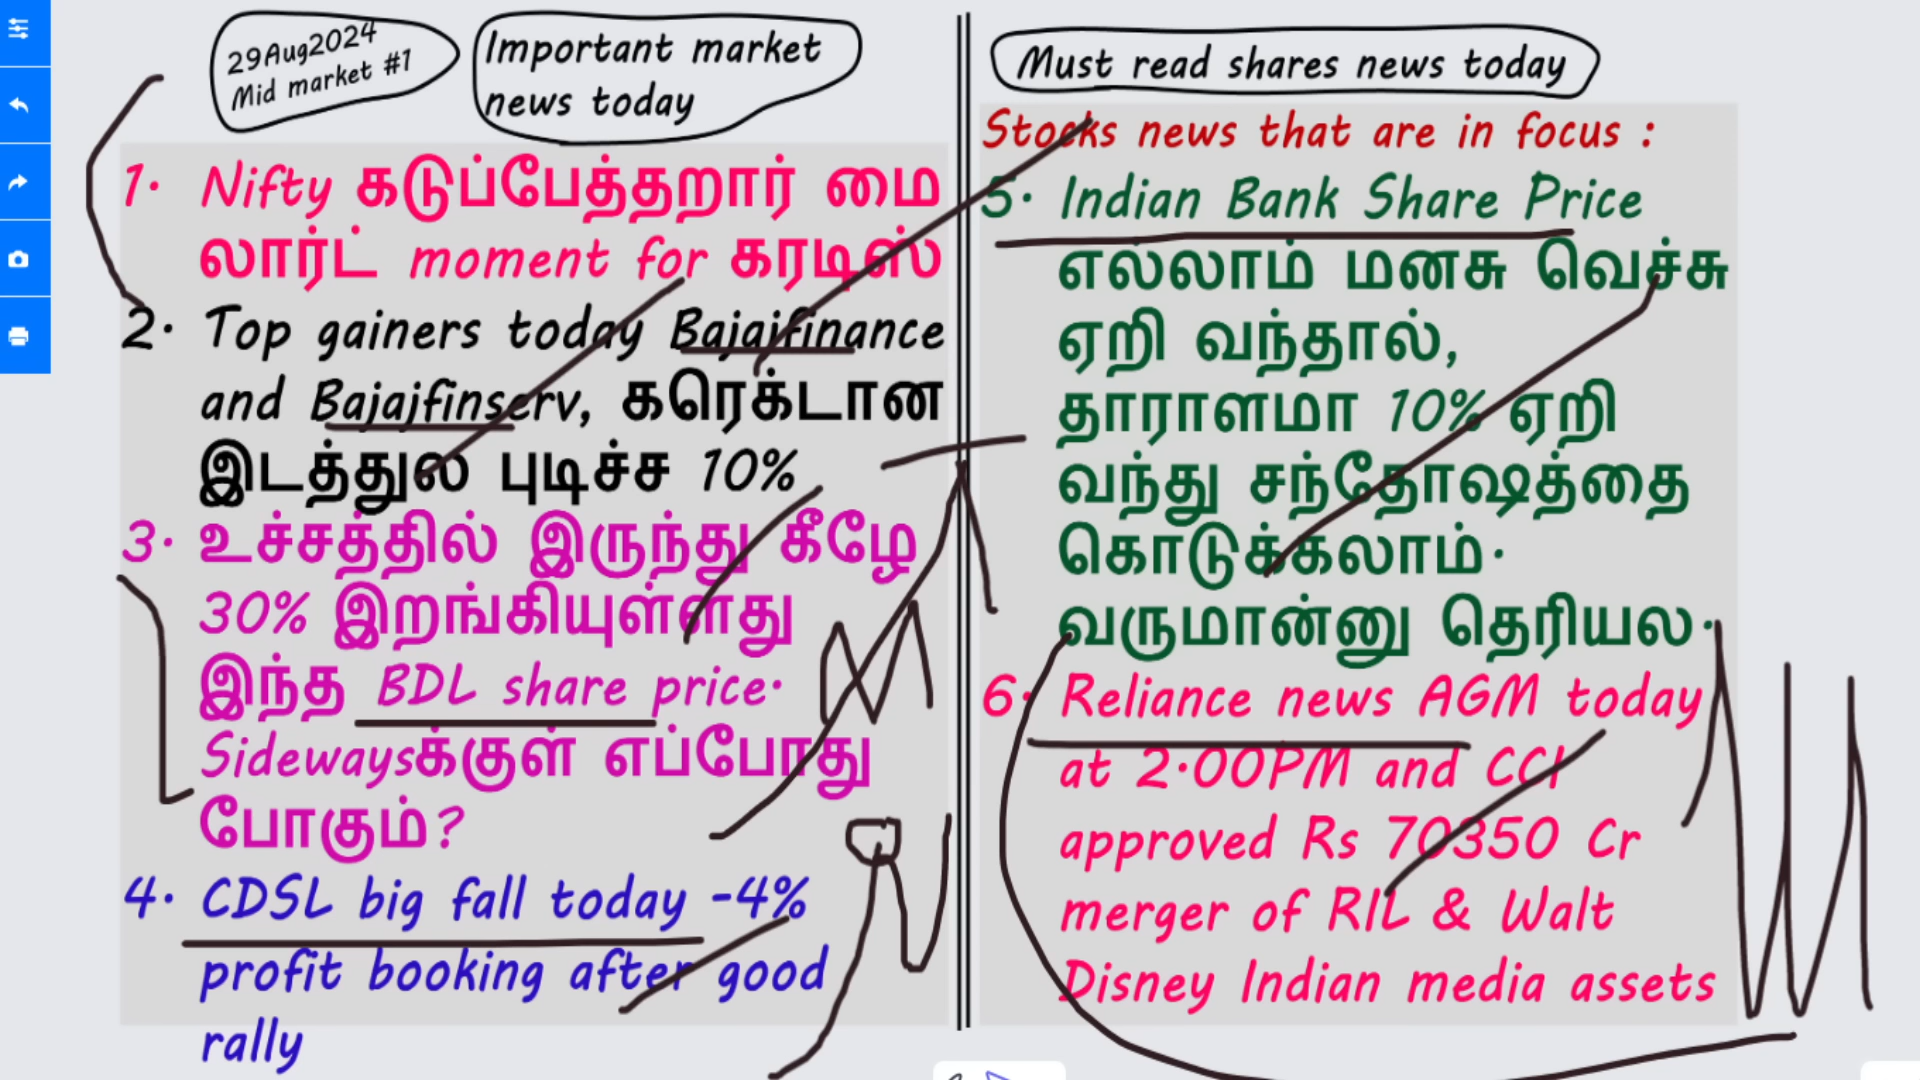 29Aug2024
Mid market #1
Important market
news today
1. Nifty கடுப்பேத்தறார் மை
லார்ட் moment for கரடிஸ்
2. Top gainers today Bajajfinance
and Bajajfinserv, கரெக்டான
இடத்துல புடிச்ச 10%
3. உச்சத்தில் இருந்து கீழே
30% இறங்கியுள்ளது
இந்த BDL share price.
Sidewaysக்குள் எப்போது
போகும்?
4. CDSL big fall today -4%
profit booking after good
rally
Must read shares news today
Stocks news that are in focus :
5. Indian Bank Share Price
எல்லாம் மனசு வெச்சு
ஏறி வந்தால்,
தாராளமா 10% ஏறி
வந்து சந்தோஷத்தை
கொடுக்கலாம்.
வருமான்னு தெரியல.
6. Reliance news AGM today
at 2.00PM and CCI
approved Rs 70350 Cr
merger of RIL & Walt
Disney Indian media assets